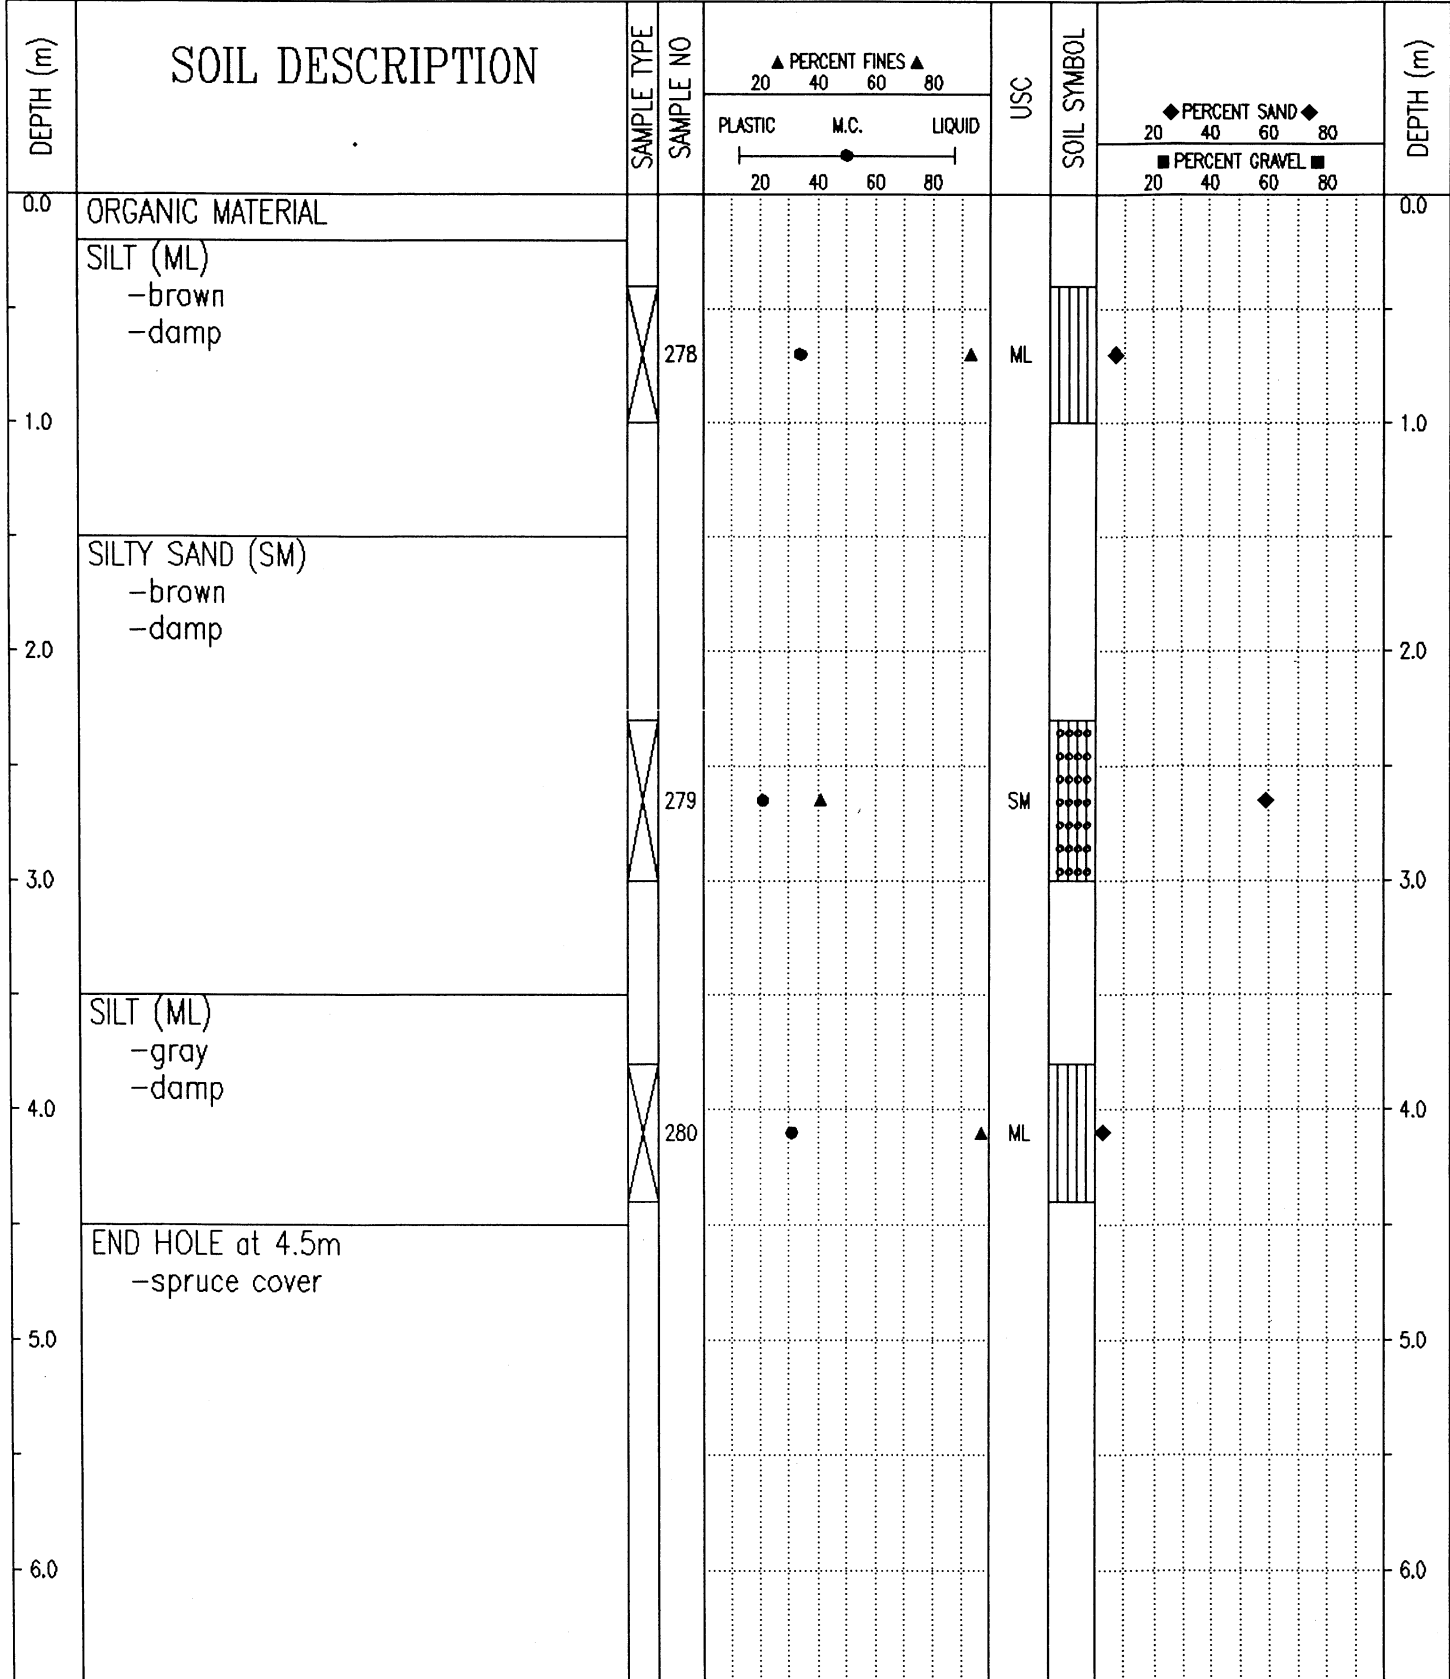 DEPTH (m)
SOIL DESCRIPTION
SAMPLE TYPE
SAMPLE NO
▲ PERCENT FINES ▲
20 40 60 80
PLASTIC M.C. LIQUID
20 40 60 80
USC
SOIL SYMBOL
◆ PERCENT SAND ◆
20 40 60 80
■ PERCENT GRAVEL ■
20 40 60 80
DEPTH (m)
0.0 ORGANIC MATERIAL 0.0
SILT (ML)
-brown
-damp
278 ML
1.0 1.0
SILTY SAND (SM)
-brown
-damp
2.0 2.0
279 SM
3.0 3.0
SILT (ML)
-gray
-damp
4.0 4.0
280 ML
END HOLE at 4.5m
-spruce cover
5.0 5.0
6.0 6.0